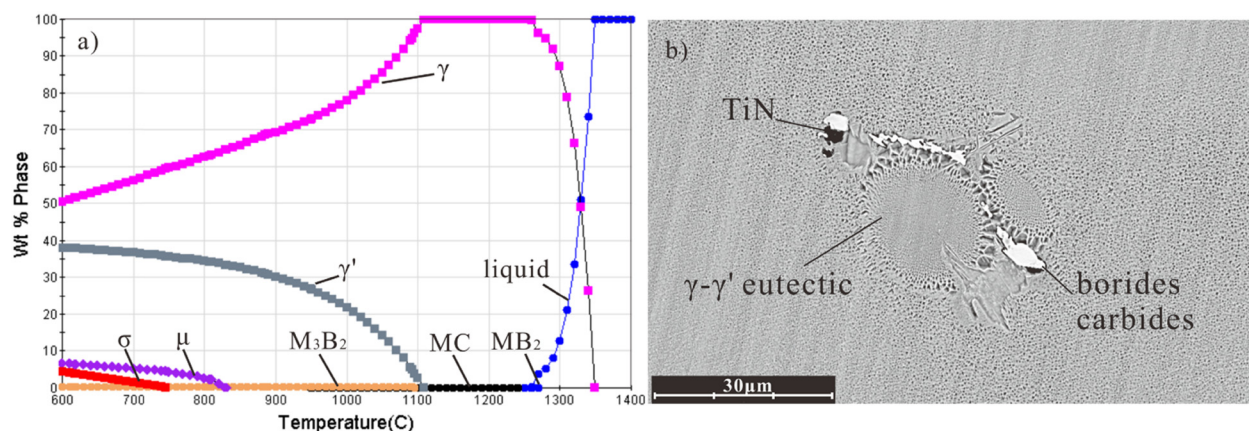 a)
Wt % Phase
100
90
80
70
60
50
40
30
20
10
0
γ
γ'
liquid
σ
μ
M₃B₂
MC
MB₂
600 700 800 900 1000 1100 1200 1300 1400
Temperature(C)
b)
TiN
γ-γ' eutectic
borides
carbides
30μm